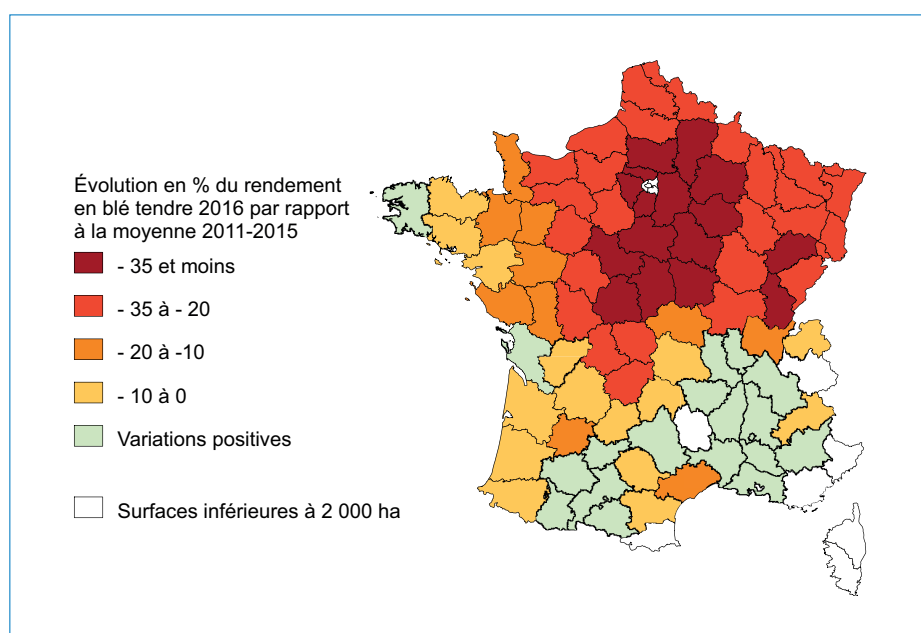 Évolution en % du rendement
en blé tendre 2016 par rapport
à la moyenne 2011-2015
- 35 et moins
- 35 à - 20
- 20 à -10
- 10 à 0
Variations positives
Surfaces inférieures à 2 000 ha